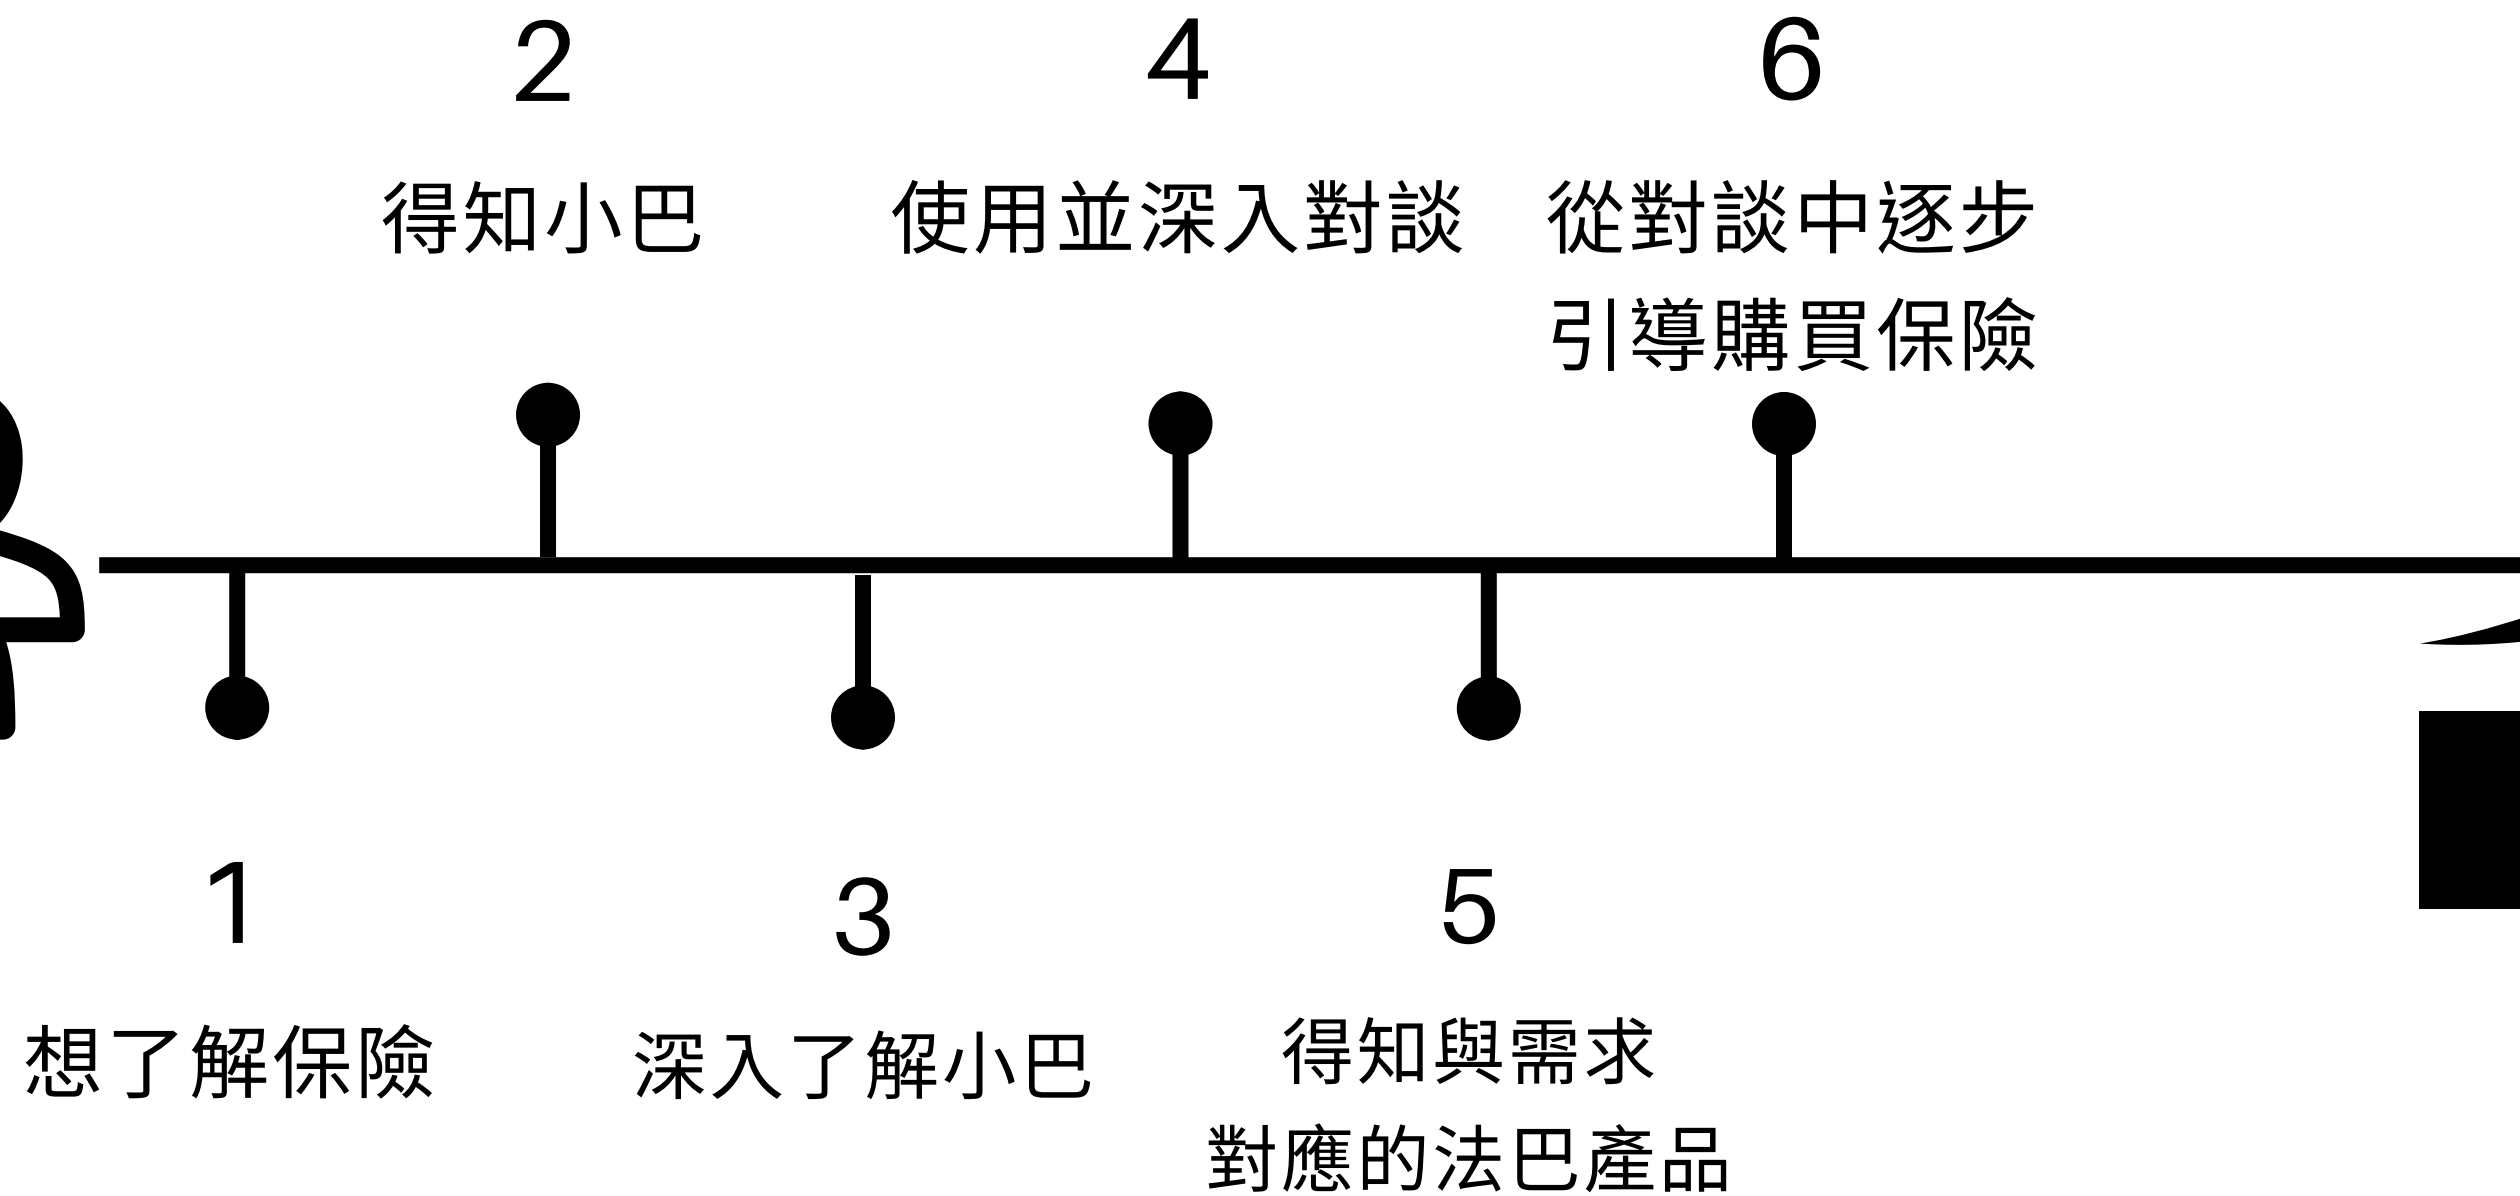 2
得知小巴
4
使用並深入對談
6
從對談中逐步
引導購買保險
1
想了解保險
3
深入了解小巴
5
得知與需求
對應的法巴產品